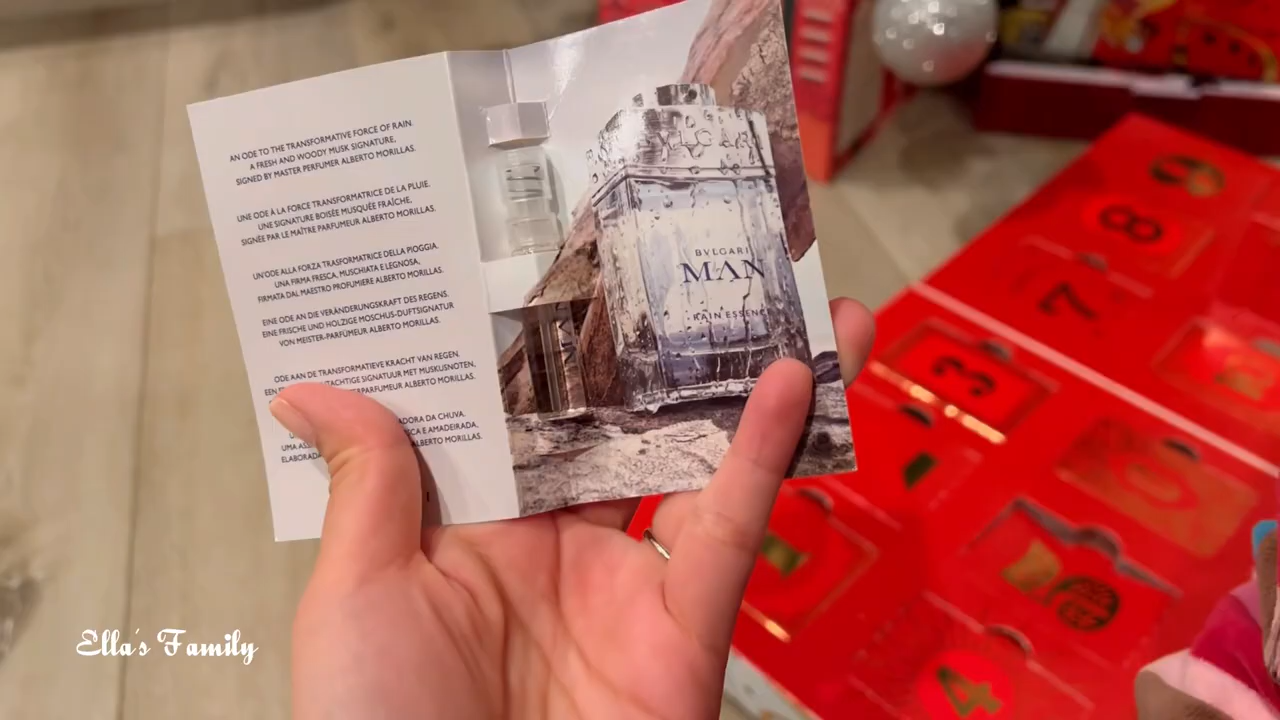 AN ODE TO THE TRANSFORMATIVE FORCE OF RAIN.
A FRESH AND WOODY MUSK SIGNATURE,
SIGNED BY MASTER PERFUMER ALBERTO MORILLAS.
UNE ODE À LA FORCE TRANSFORMATRICE DE LA PLUIE.
UNE SIGNATURE BOISÉE MUSQUÉE FRAÎCHE,
SIGNÉE PAR LE MAÎTRE PARFUMEUR ALBERTO MORILLAS.
UN'ODE ALLA FORZA TRASFORMATRICE DELLA PIOGGIA.
UNA FIRMA FRESCA, MUSCHIATA E LEGNOSA,
FIRMATA DAL MAESTRO PROFUMIERE ALBERTO MORILLAS.
EINE ODE AN DIE VERÄNDERUNGSKRAFT DES REGENS.
EINE FRISCHE UND HOLZIGE MOSCHUS-DUFTSIGNATUR
VON MEISTER-PARFÜMEUR ALBERTO MORILLAS.
ODE AAN DE TRANSFORMATIEVE KRACHT VAN REGEN.
EEN SIGNATUUR MET MUSKUSNOTEN,
PARFUMEUR ALBERTO MORILLAS.
DA CHUVA.
UMA E AMADEIRADA,
ELABORADA ALBERTO MORILLAS.
BVLGARI
BVLGARI
MAN
RAIN ESSENC
MAN
8
7
3
4
Ella's Family